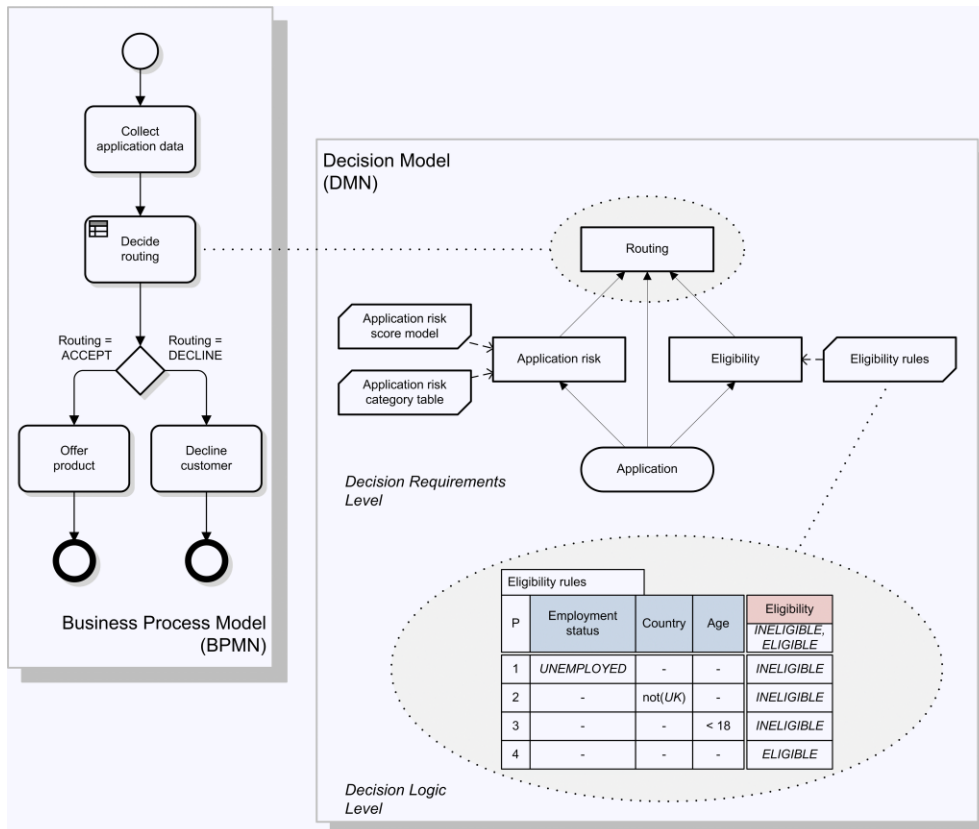 Collect
application data
Decide
routing
Routing =
ACCEPT
Routing =
DECLINE
Offer
product
Decline
customer
Business Process Model
(BPMN)
Decision Model
(DMN)
Routing
Application risk
score model
Application risk
category table
Application risk
Eligibility
Eligibility rules
Application
Decision Requirements
Level
Eligibility rules
P Employment status Country Age Eligibility
INELIGIBLE,
ELIGIBLE
1 UNEMPLOYED - - INELIGIBLE
2 - not(UK) - INELIGIBLE
3 - - < 18 INELIGIBLE
4 - - - ELIGIBLE
Decision Logic
Level